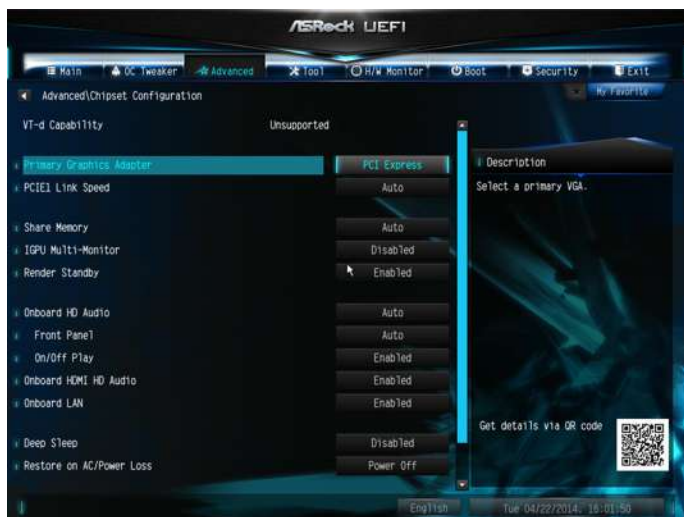 ASRock UEFI
Main OC Tweaker Advanced Tool H/W Monitor Boot Security Exit
Advanced\Chipset Configuration My Favorite
VT-d Capability Unsupported
Primary Graphics Adapter PCI Express
PCIE1 Link Speed Auto
Share Memory Auto
IGPU Multi-Monitor Disabled
Render Standby Enabled
Onboard HD Audio Auto
Front Panel Auto
On/Off Play Enabled
Onboard HDMI HD Audio Enabled
Onboard LAN Enabled
Deep Sleep Disabled
Restore on AC/Power Loss Power Off
Description
Select a primary VGA.
Get details via QR code
English Tue 04/22/2014. 16:01:50